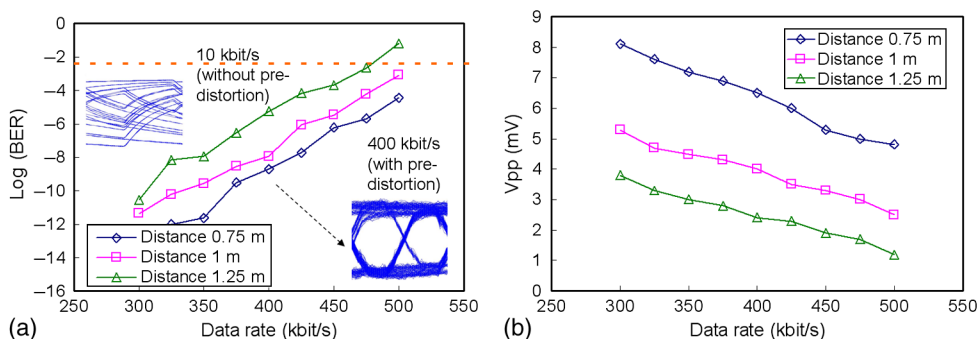 (a)
Log (BER)
0
−2
−4
−6
−8
−10
−12
−14
−16
10 kbit/s
(without pre-
distortion)
400 kbit/s
(with pre-
distortion)
Distance 0.75 m
Distance 1 m
Distance 1.25 m
250 300 350 400 450 500 550
Data rate (kbit/s)
(b)
Vpp (mV)
9
8
7
6
5
4
3
2
1
0
Distance 0.75 m
Distance 1 m
Distance 1.25 m
250 300 350 400 450 500 550
Data rate (kbit/s)